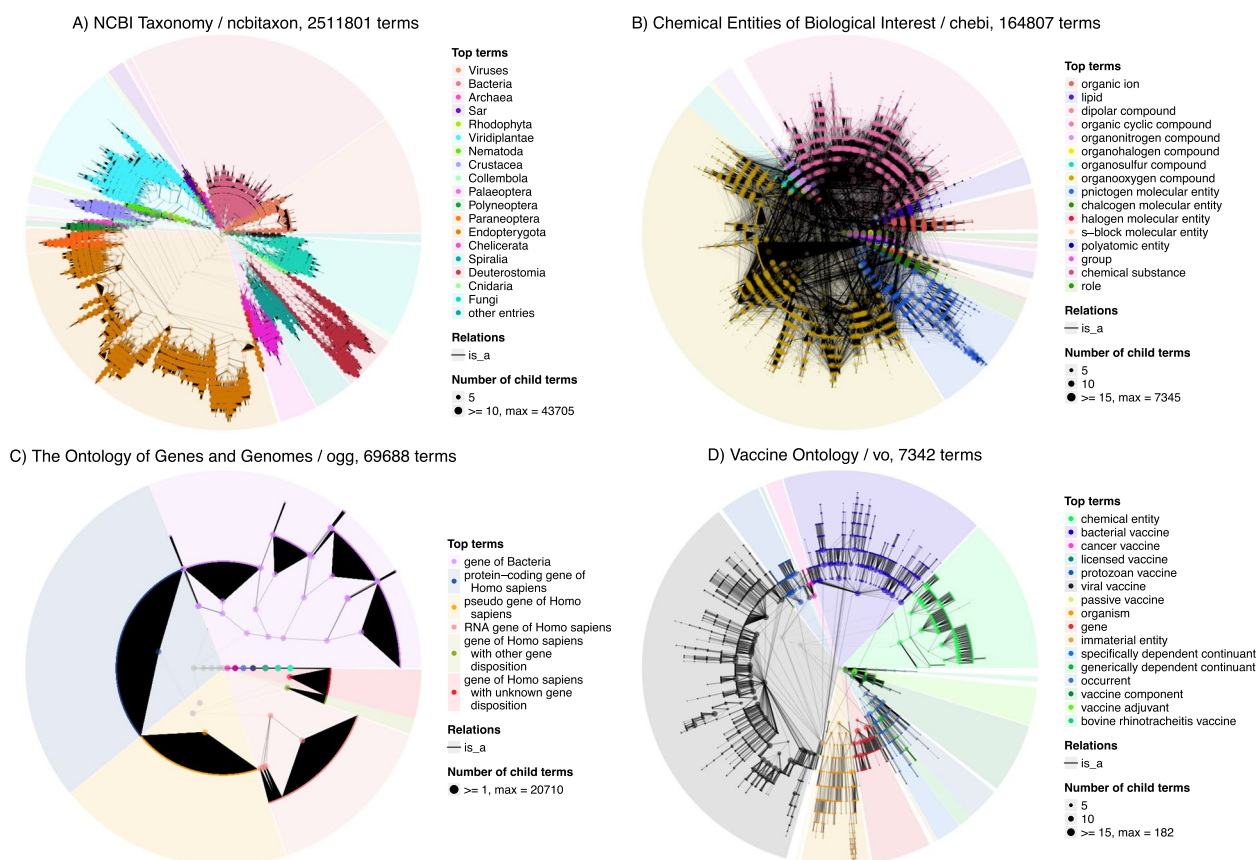 A) NCBI Taxonomy / ncbitaxon, 2511801 terms
Top terms
Viruses
Bacteria
Archaea
Sar
Rhodophyta
Viridiplantae
Nematoda
Crustacea
Collembola
Palaeoptera
Polyneoptera
Paraneoptera
Endopterygota
Chelicerata
Spiralia
Deuterostomia
Cnidaria
Fungi
other entries
Relations
is_a
Number of child terms
5
>= 10, max = 43705
B) Chemical Entities of Biological Interest / chebi, 164807 terms
Top terms
organic ion
lipid
dipolar compound
organic cyclic compound
organonitrogen compound
organohalogen compound
organosulfur compound
organooxygen compound
pnictogen molecular entity
chalcogen molecular entity
halogen molecular entity
s−block molecular entity
polyatomic entity
group
chemical substance
role
Relations
is_a
Number of child terms
5
10
>= 15, max = 7345
C) The Ontology of Genes and Genomes / ogg, 69688 terms
Top terms
gene of Bacteria
protein−coding gene of
Homo sapiens
pseudo gene of Homo
sapiens
RNA gene of Homo sapiens
gene of Homo sapiens
with other gene
disposition
gene of Homo sapiens
with unknown gene
disposition
Relations
is_a
Number of child terms
>= 1, max = 20710
D) Vaccine Ontology / vo, 7342 terms
Top terms
chemical entity
bacterial vaccine
cancer vaccine
licensed vaccine
protozoan vaccine
viral vaccine
passive vaccine
organism
gene
immaterial entity
specifically dependent continuant
generically dependent continuant
occurrent
vaccine component
vaccine adjuvant
bovine rhinotracheitis vaccine
Relations
is_a
Number of child terms
5
10
>= 15, max = 182